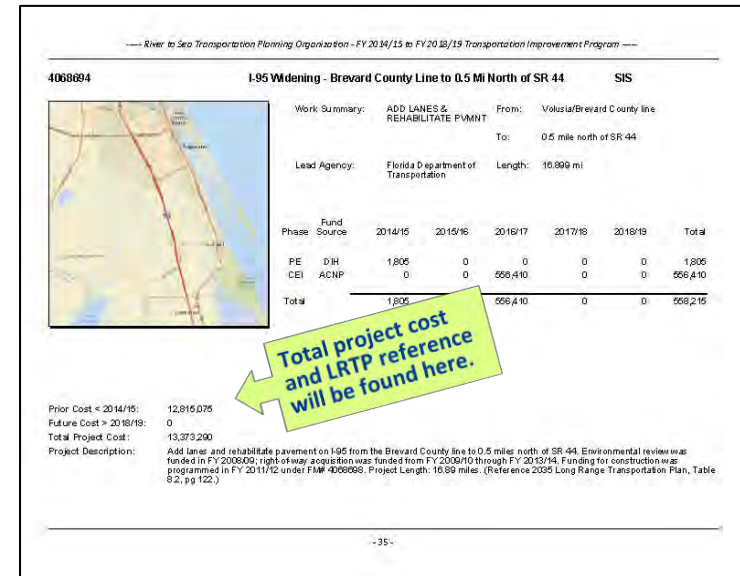 ---- River to Sea Transportation Planning Organization - FY 2014/15 to FY 2018/19 Transportation Improvement Program ----
4068694 I-95 Widening - Brevard County Line to 0.5 Mi North of SR 44 SIS
Work Summary: ADD LANES & REHABILITATE PVMNT From: Volusia/Brevard County line
To: 0.5 mile north of SR 44
Lead Agency: Florida Department of Transportation Length: 16.899 mi
Phase Fund Source 2014/15 2015/16 2016/17 2017/18 2018/19 Total
PE DIH 1,805 0 0 0 0 1,805
CEI ACNP 0 0 556,410 0 0 556,410
Total 1,805 556,410 0 0 558,215
Total project cost
and LRTP reference
will be found here.
Prior Cost < 2014/15: 12,815,075
Future Cost > 2018/19: 0
Total Project Cost: 13,373,290
Project Description: Add lanes and rehabilitate pavement on I-95 from the Brevard County line to 0.5 miles north of SR 44. Environmental review was
funded in FY 2008/09; right-of-way acquisition was funded from FY 2009/10 through FY 2013/14. Funding for construction was
programmed in FY 2011/12 under FM# 4068698. Project Length: 16.89 miles. (Reference 2035 Long Range Transportation Plan, Table
8.2, pg 122.)
- 35 -